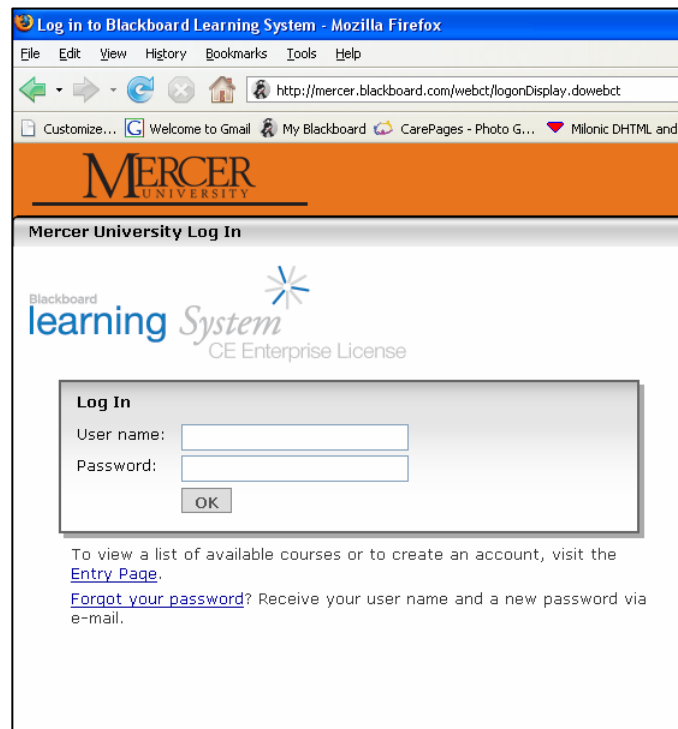 Log in to Blackboard Learning System - Mozilla Firefox
File Edit View History Bookmarks Tools Help
http://mercer.blackboard.com/webct/logonDisplay.dowebct
Customize... G Welcome to Gmail My Blackboard CarePages - Photo G... Milonic DHTML and
MERCER
UNIVERSITY
Mercer University Log In
Blackboard
learning System
CE Enterprise License
Log In
User name:
Password:
OK
To view a list of available courses or to create an account, visit the
Entry Page.
Forgot your password? Receive your user name and a new password via
e-mail.